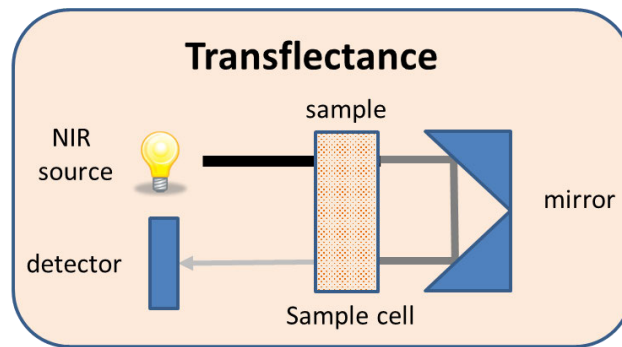 Transflectance
sample
NIR
source
mirror
detector
Sample cell